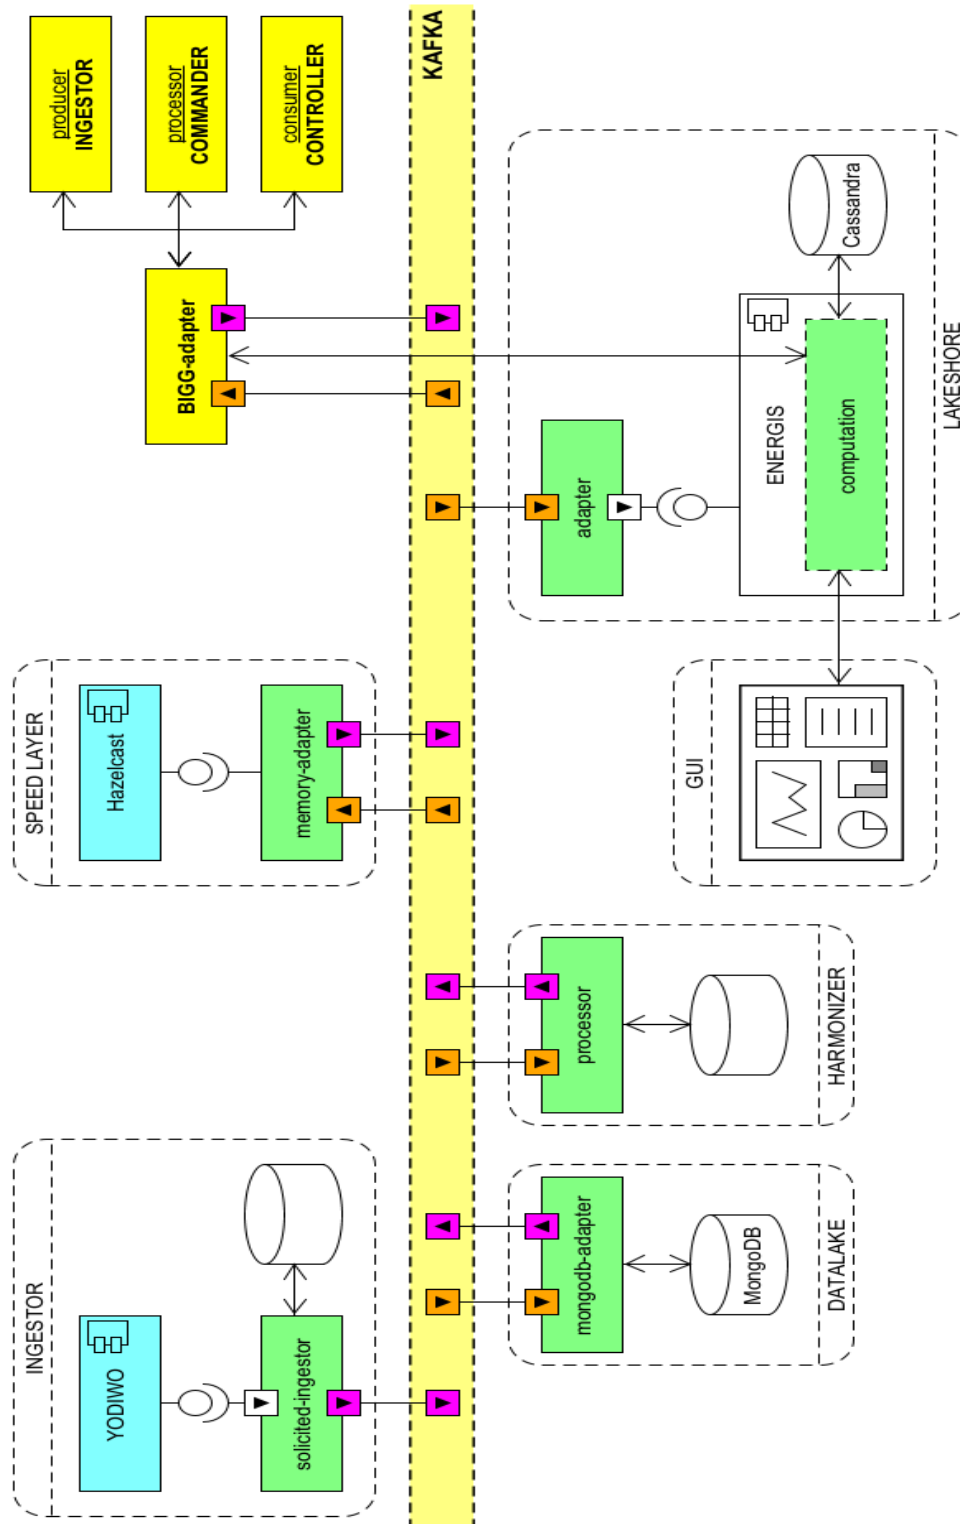 INGESTOR
YODIWO
solicited-ingestor
SPEED LAYER
Hazelcast
memory-adapter
BIGG-adapter
producer
INGESTOR
processor
COMMANDER
consumer
CONTROLLER
KAFKA
mongodb-adapter
MongoDB
DATALAKE
processor
HARMONIZER
GUI
adapter
ENERGIS
computation
Cassandra
LAKESHORE